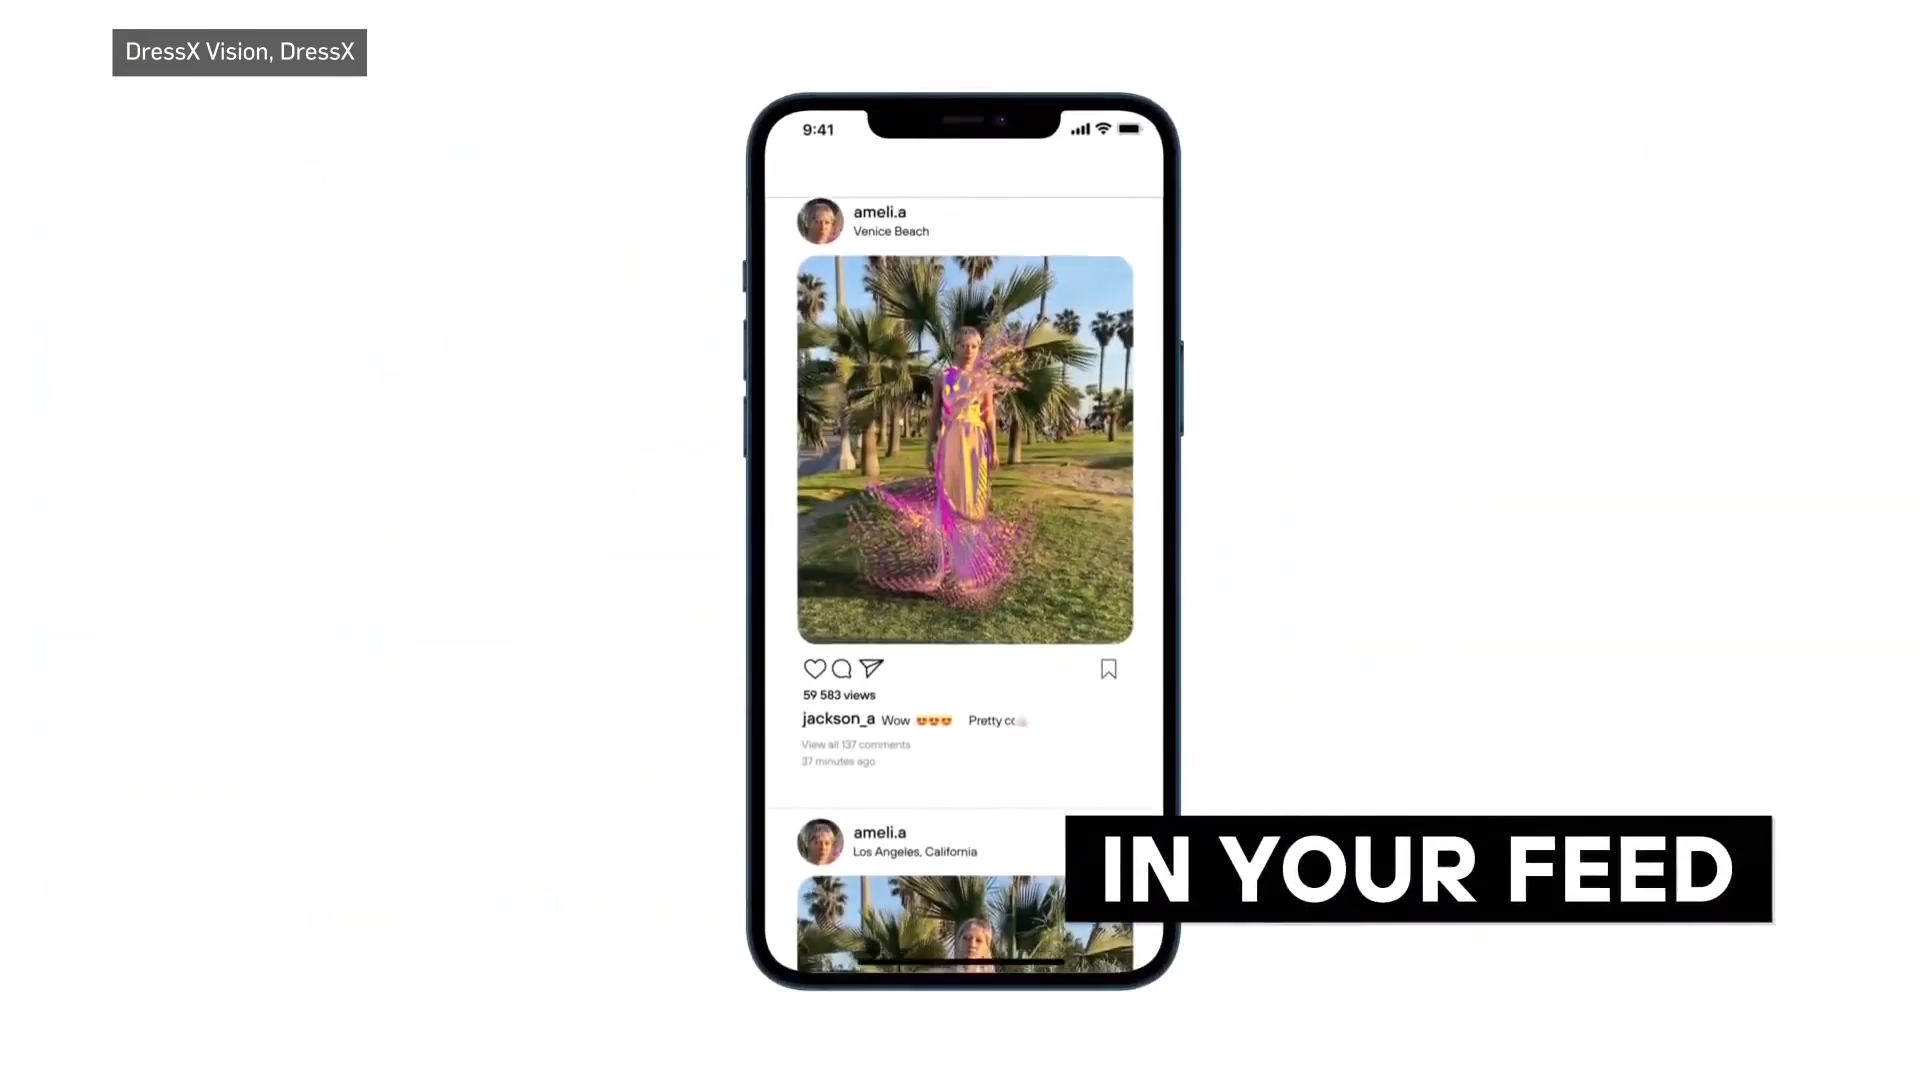 DressX Vision, DressX
9:41
ameli.a
Venice Beach
59 583 views
jackson_a Wow 😍😍😍 Pretty
View all 137 comments
37 minutes ago
ameli.a
Los Angeles, California
IN YOUR FEED